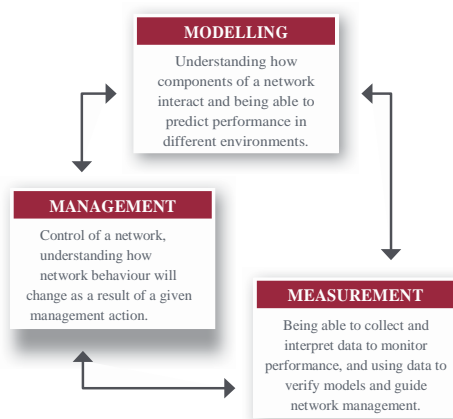 MODELLING
Understanding how
components of a network
interact and being able to
predict performance in
different environments.
MANAGEMENT
Control of a network,
understanding how
network behaviour will
change as a result of a given
management action.
MEASUREMENT
Being able to collect and
interpret data to monitor
performance, and using data to
verify models and guide
network management.